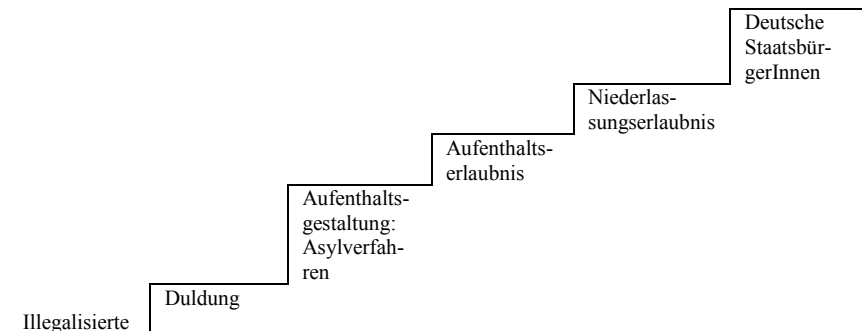 Deutsche
Staatsbür-
gerInnen
Niederlas-
sungserlaubnis
Aufenthalts-
erlaubnis
Aufenthalts-
gestaltung:
Asylverfah-
ren
Duldung
Illegalisierte